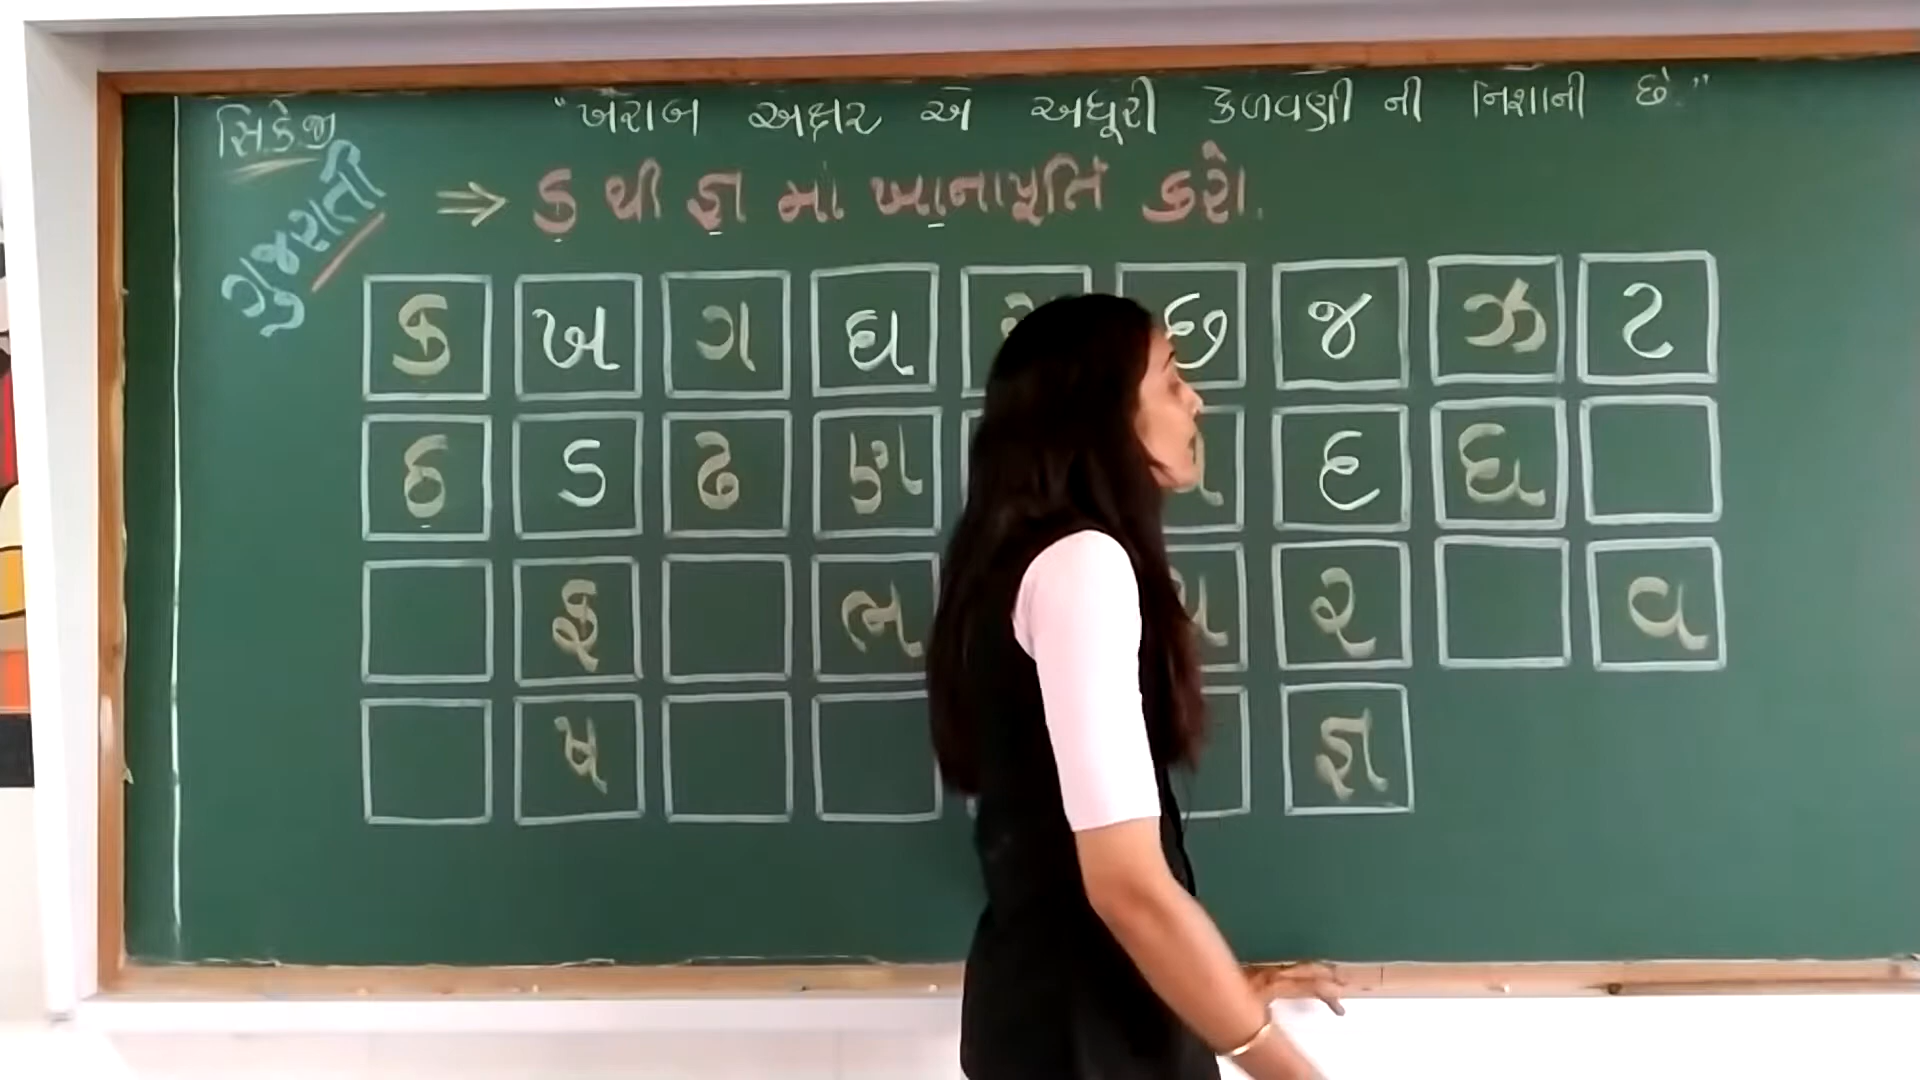 સિ.કે.જી
"ખરાબ અક્ષર એ અધૂરી કેળવણી ની નિશાની છે."
ગુજરાતી
⇒ ક થી જ્ઞ માં ખાનાપૂર્તિ કરો.
ક ખ ગ ઘ છ જ ઝ ટ
ઠ ડ ઢ ણ દ ધ
ફ ભ ય ર વ
ષ જ્ઞ